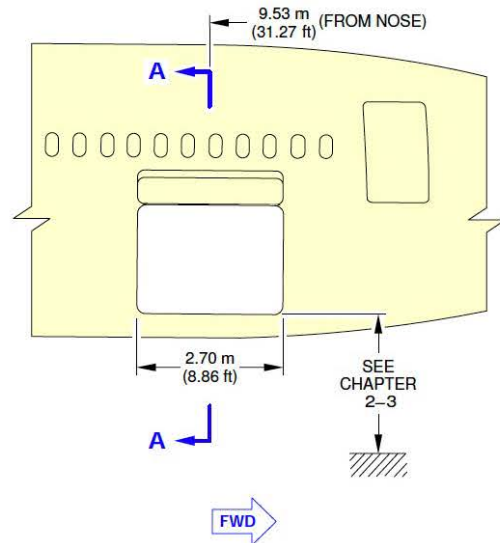 9.53 m
(31.27 ft)
(FROM NOSE)
A
2.70 m
(8.86 ft)
SEE
CHAPTER
2–3
A
FWD